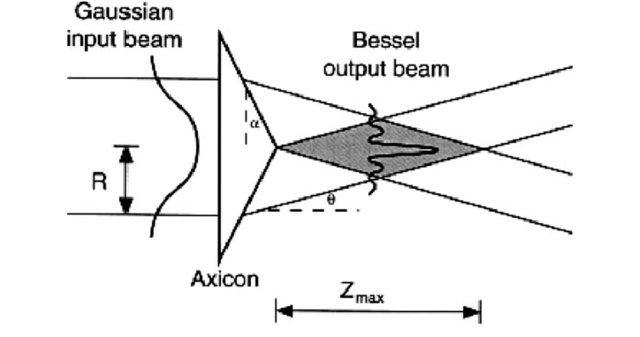 Gaussian
input beam
Bessel
output beam
α
R
θ
Axicon
Zmax